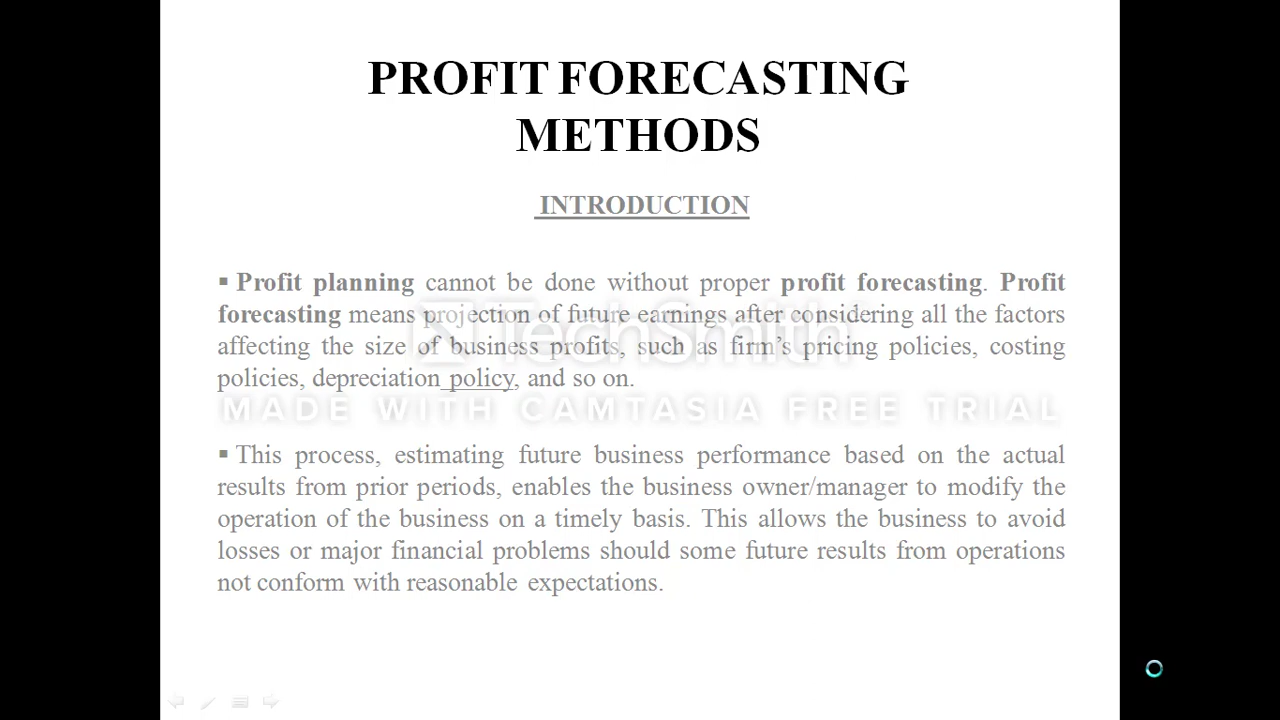 PROFIT FORECASTING
METHODS
INTRODUCTION
▪ Profit planning cannot be done without proper profit forecasting. Profit
forecasting means projection of future earnings after considering all the factors
affecting the size of business profits, such as firm's pricing policies, costing
policies, depreciation policy, and so on.
TechSmith
MADE WITH CAMTASIA FREE TRIAL
▪ This process, estimating future business performance based on the actual
results from prior periods, enables the business owner/manager to modify the
operation of the business on a timely basis. This allows the business to avoid
losses or major financial problems should some future results from operations
not conform with reasonable expectations.